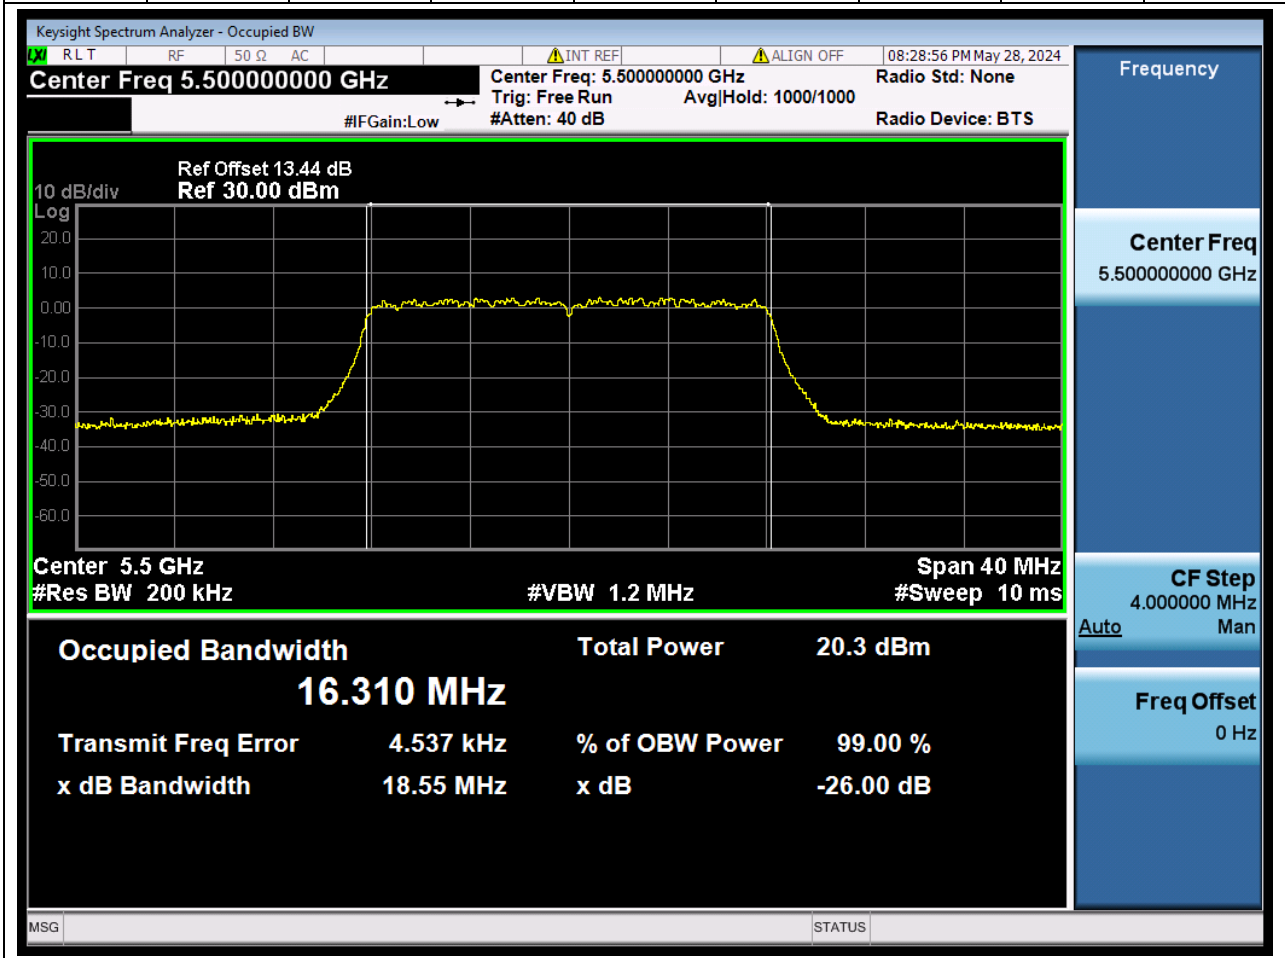 Keysight Spectrum Analyzer - Occupied BW
LXI RLT RF 50 Ω AC INT REF ALIGN OFF 08:28:56 PM May 28, 2024
Center Freq 5.500000000 GHz
Center Freq: 5.500000000 GHz
Radio Std: None
Trig: Free Run Avg|Hold: 1000/1000
#IFGain:Low #Atten: 40 dB Radio Device: BTS
Ref Offset 13.44 dB
10 dB/div Ref 30.00 dBm
Log
20.0
10.0
0.00
-10.0
-20.0
-30.0
-40.0
-50.0
-60.0
Center 5.5 GHz Span 40 MHz
#Res BW 200 kHz #VBW 1.2 MHz #Sweep 10 ms
Occupied Bandwidth Total Power 20.3 dBm
16.310 MHz
Transmit Freq Error 4.537 kHz % of OBW Power 99.00 %
x dB Bandwidth 18.55 MHz x dB -26.00 dB
MSG STATUS
Frequency
Center Freq
5.500000000 GHz
CF Step
4.000000 MHz
Auto Man
Freq Offset
0 Hz